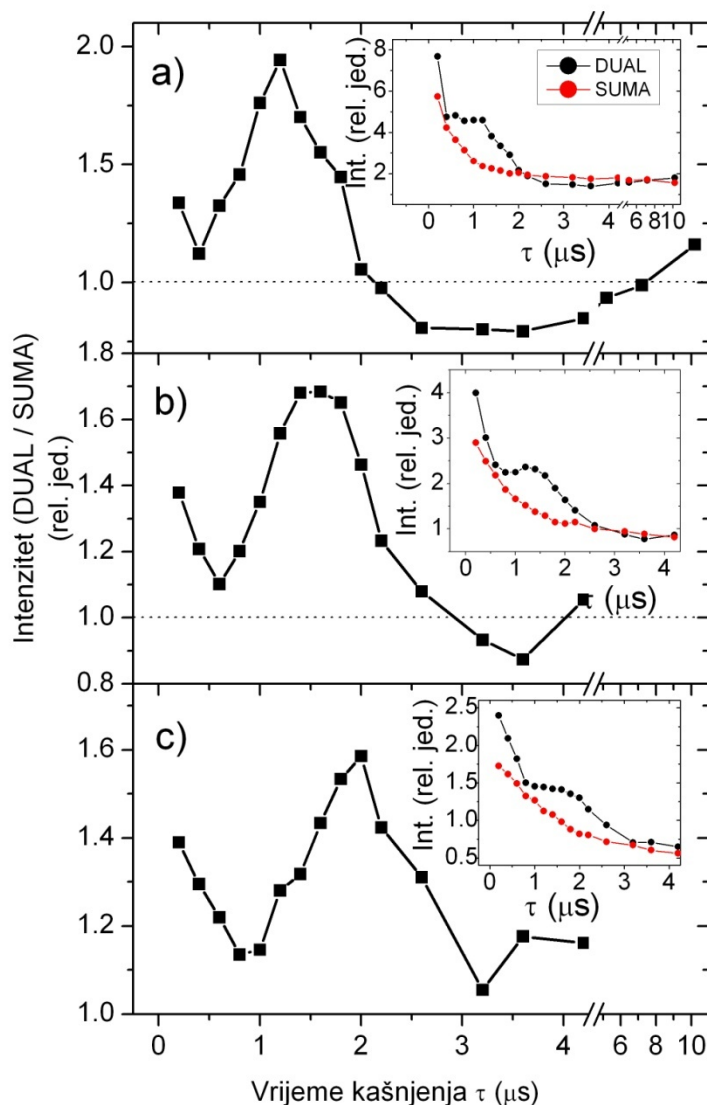 a)
2.0
1.5
1.0
1.8
8
6
4
2
Int. (rel. jed.)
DUAL
SUMA
0 1 2 3 4 5 6 8 10
τ (μs)
b)
1.6
1.4
1.2
1.0
0.8
4
3
2
1
Int. (rel. jed.)
0 1 2 3 4
τ (μs)
Intenzitet (DUAL / SUMA)
(rel. jed.)
c)
1.6
1.4
1.2
1.0
2.5
2.0
1.5
1.0
0.5
Int. (rel. jed.)
0 1 2 3 4
τ (μs)
0 1 2 3 4 6 8 10
Vrijeme kašnjenja τ (μs)